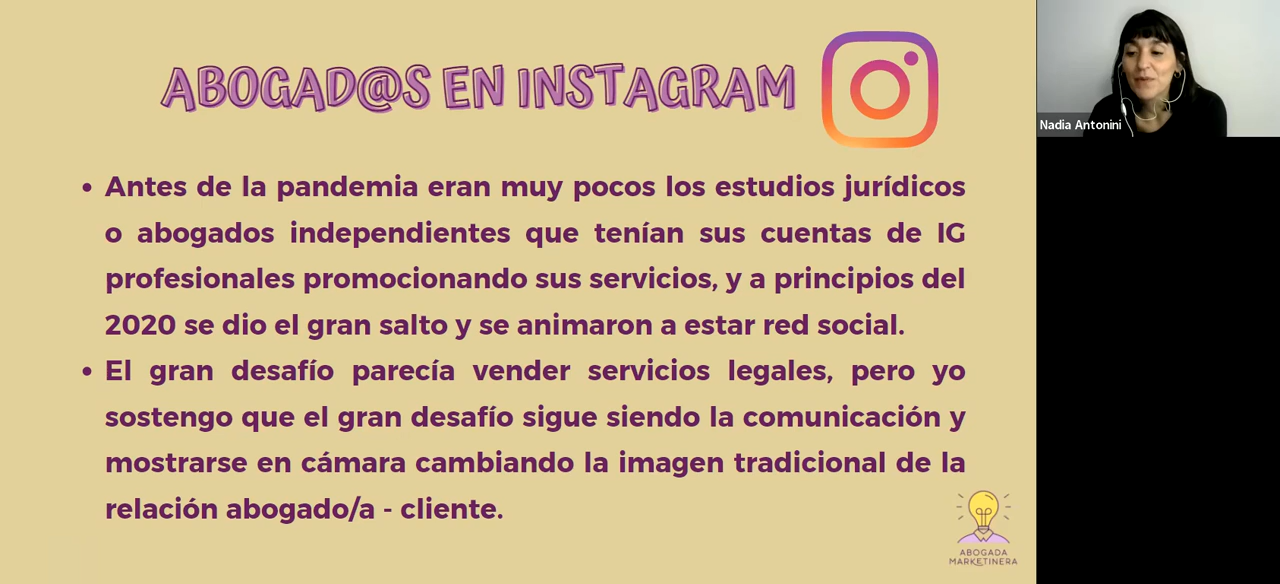 ABOGAD@S EN INSTAGRAM
Antes de la pandemia eran muy pocos los estudios jurídicos
o abogados independientes que tenían sus cuentas de IG
profesionales promocionando sus servicios, y a principios del
2020 se dio el gran salto y se animaron a estar red social.
El gran desafío parecía vender servicios legales, pero yo
sostengo que el gran desafío sigue siendo la comunicación y
mostrarse en cámara cambiando la imagen tradicional de la
relación abogado/a - cliente.
ABOGADA
MARKETINERA
Nadia Antonini